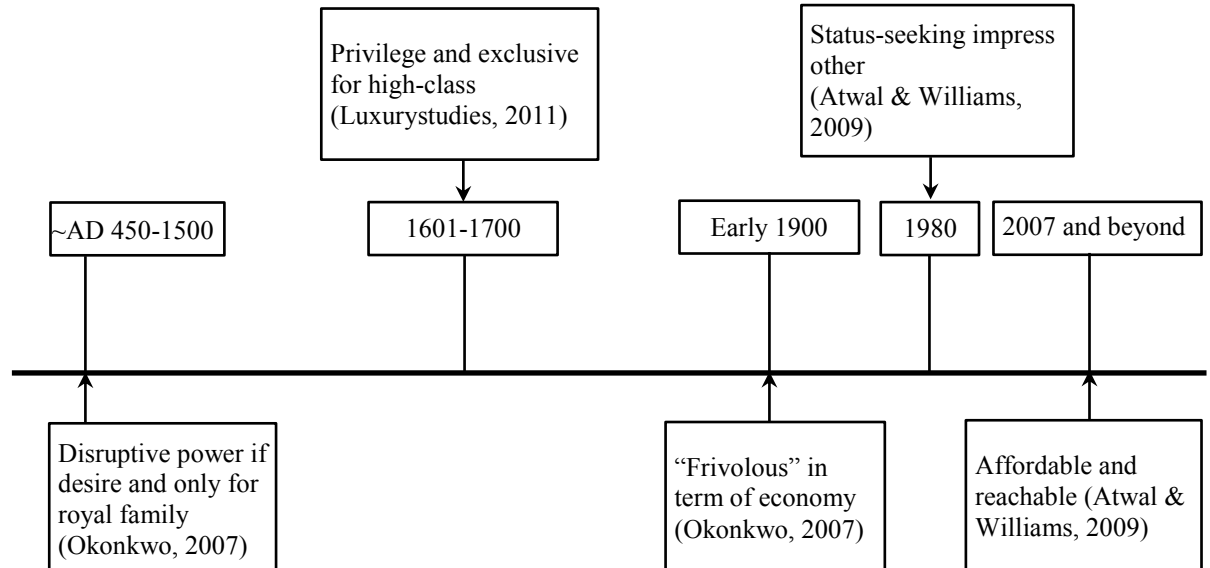 Privilege and exclusive
for high-class
(Luxurystudies, 2011)
Status-seeking impress
other
(Atwal & Williams,
2009)
~AD 450-1500
1601-1700
Early 1900
1980
2007 and beyond
Disruptive power if
desire and only for
royal family
(Okonkwo, 2007)
“Frivolous” in
term of economy
(Okonkwo, 2007)
Affordable and
reachable (Atwal &
Williams, 2009)